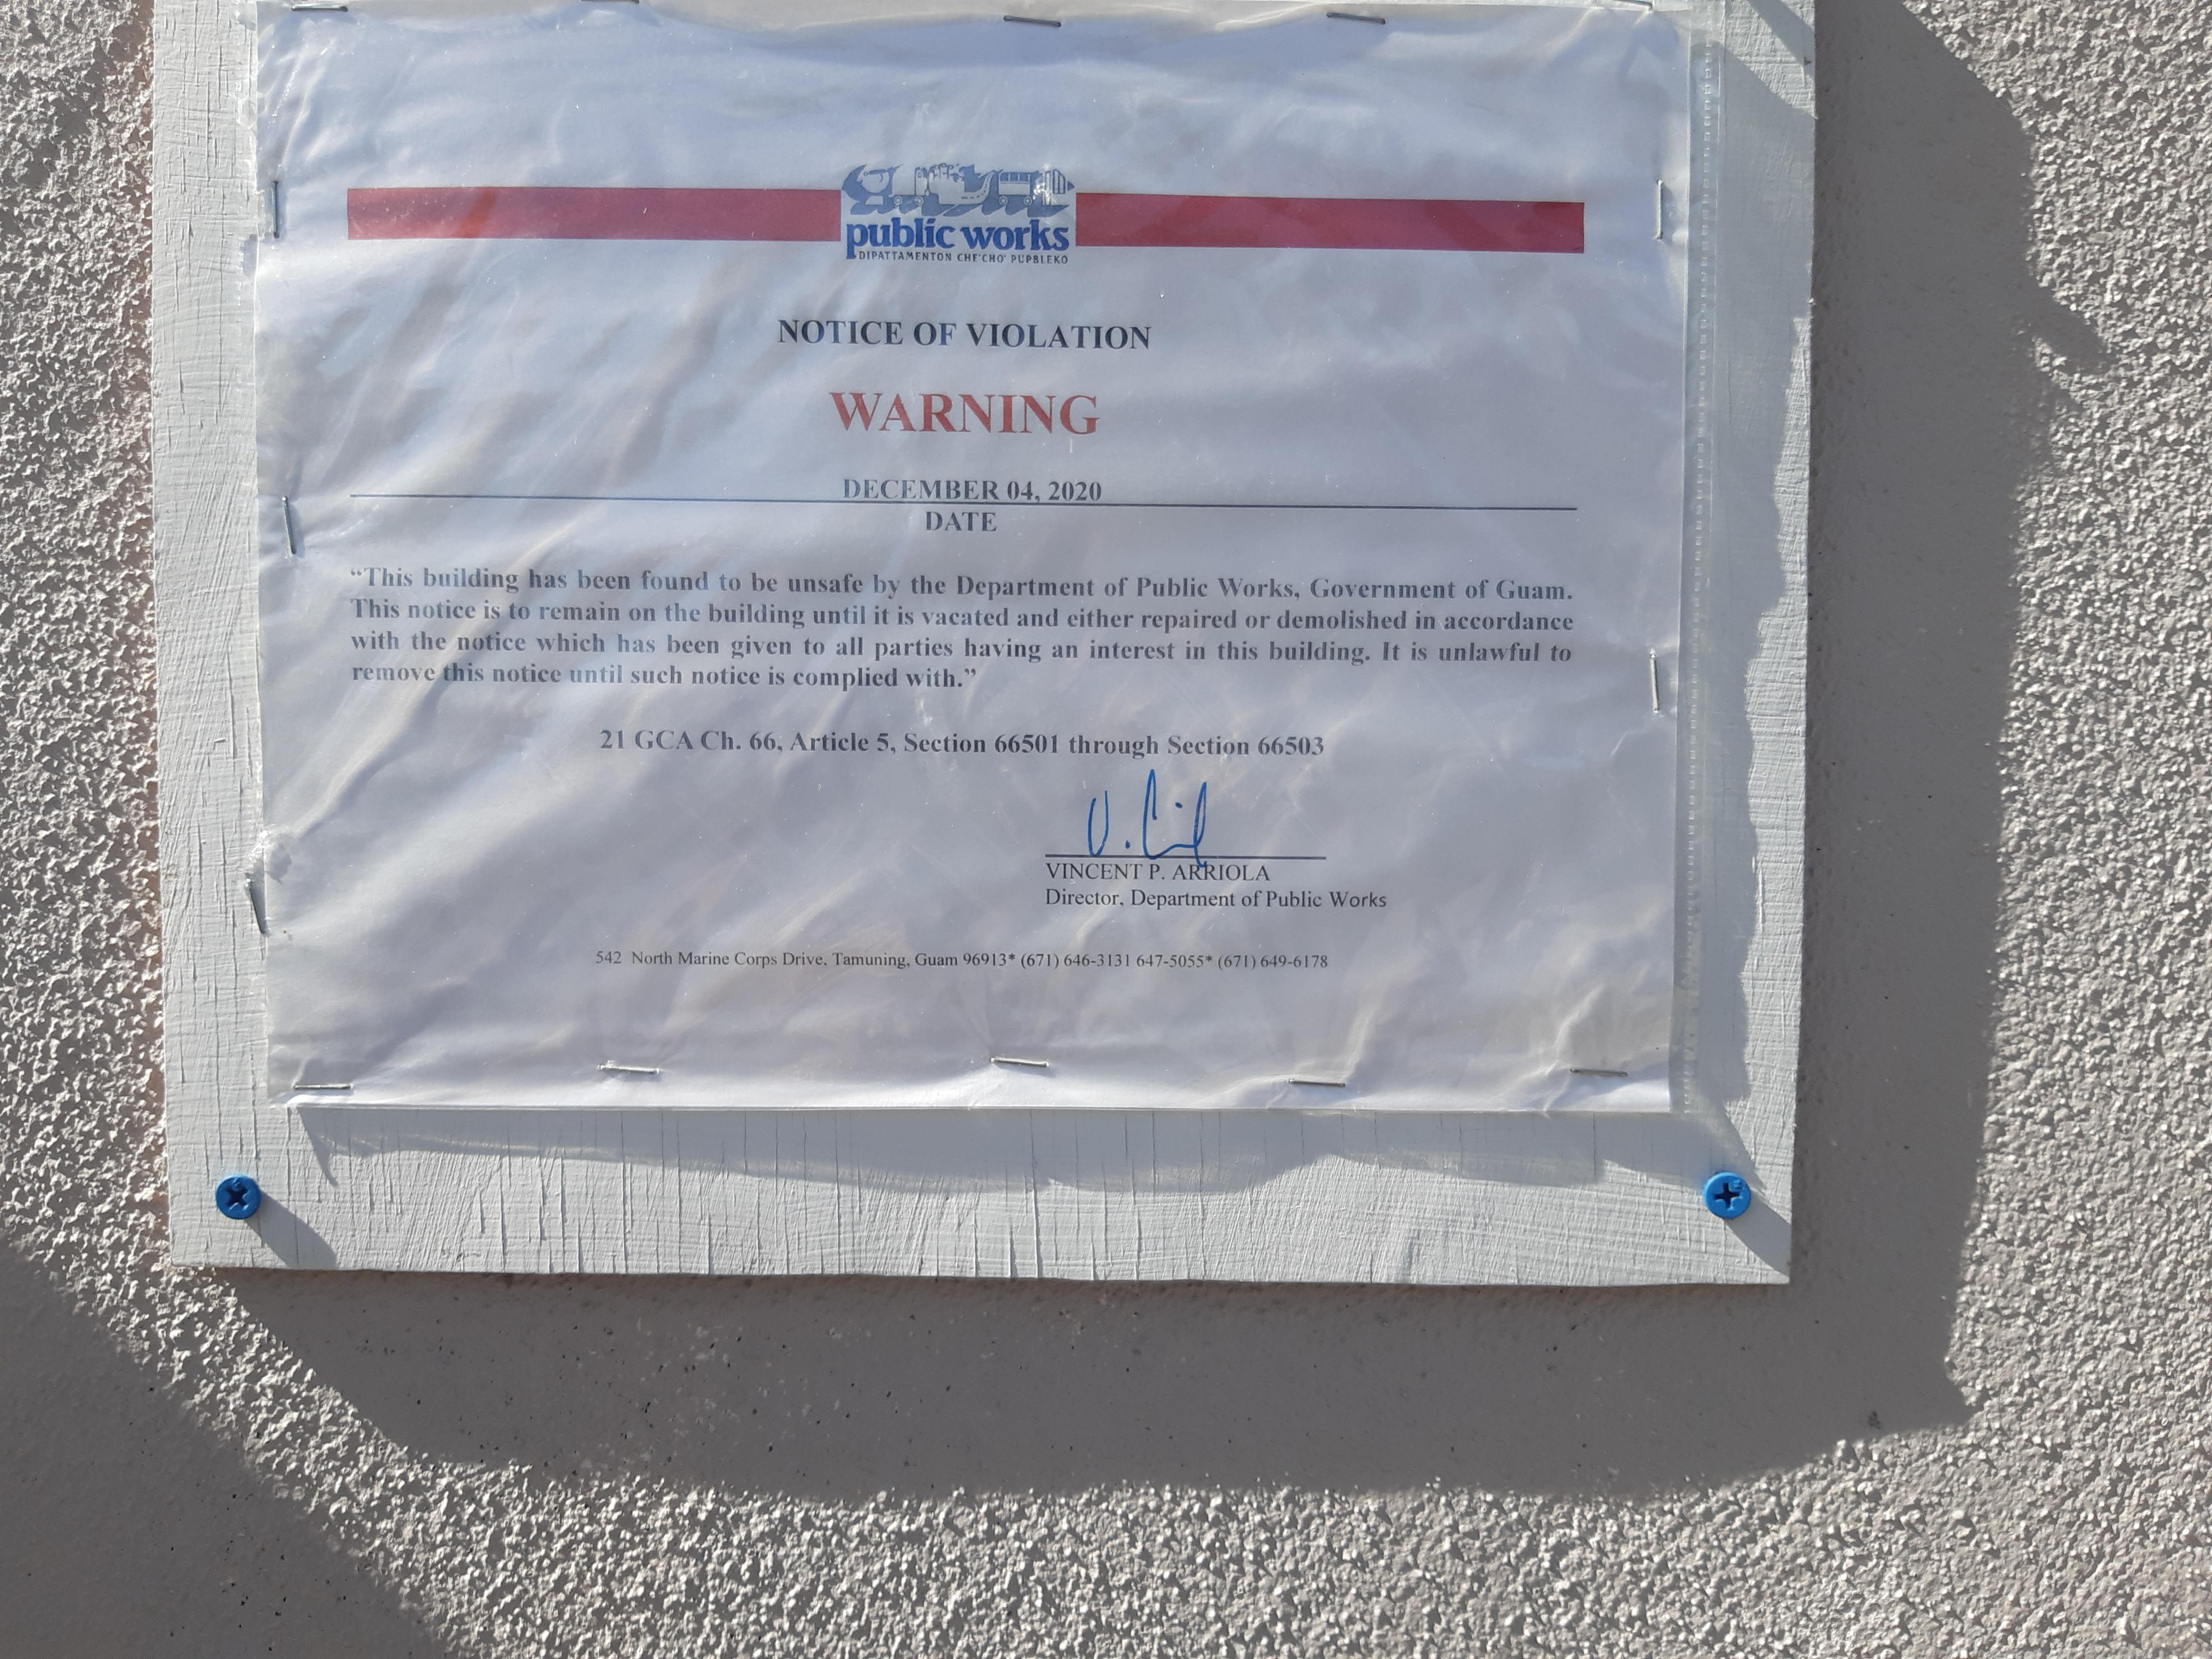 public works
DIPATTAMENTON CHE'CHO' PUPBLEKO
NOTICE OF VIOLATION
WARNING
DECEMBER 04, 2020
DATE
“This building has been found to be unsafe by the Department of Public Works, Government of Guam.
This notice is to remain on the building until it is vacated and either repaired or demolished in accordance
with the notice which has been given to all parties having an interest in this building. It is unlawful to
remove this notice until such notice is complied with.”
21 GCA Ch. 66, Article 5, Section 66501 through Section 66503
VINCENT P. ARRIOLA
Director, Department of Public Works
542 North Marine Corps Drive, Tamuning, Guam 96913* (671) 646-3131 647-5055* (671) 649-6178